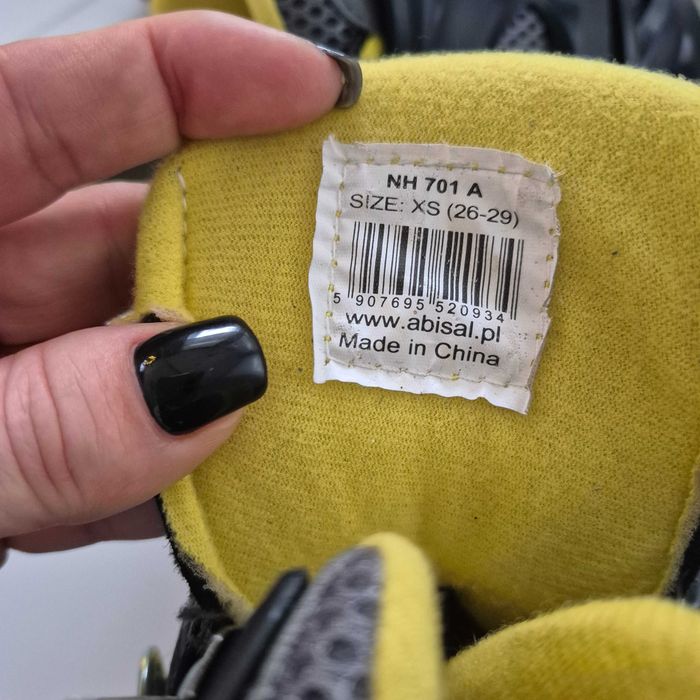 NH 701 A
SIZE: XS (26-29)
5 907695 520934
www.abisal.pl
Made in China